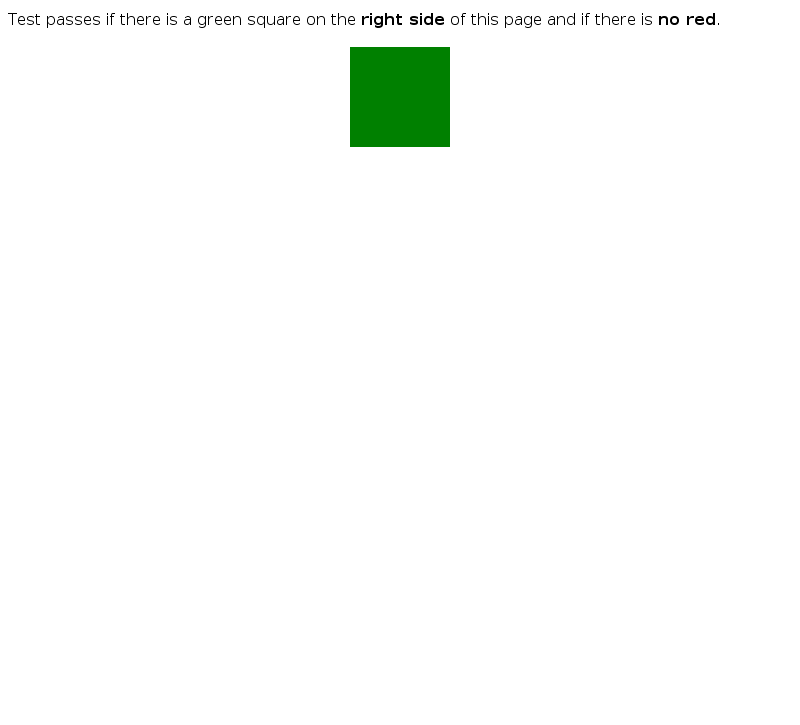 Test passes if there is a green square on the right side of this page and if there is no red.